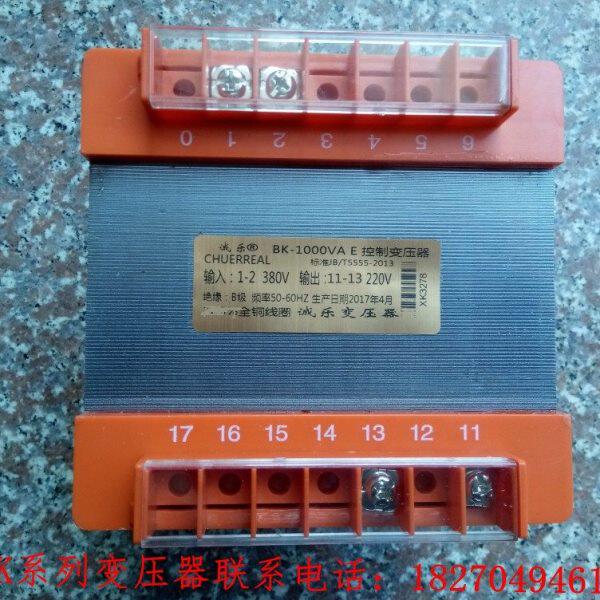 0 1 2 3 4 5 6
诚乐® BK-1000VA E 控制变压器
CHUERREAL 标准JB/T5555-2013
输入：1-2 380V 输出：11-13 220V
绝缘：B级 频率50-60HZ 生产日期2017年4月
全铜线圈 诚乐变压器
XK3278
17 16 15 14 13 12 11
K系列变压器联系电话：1827049461